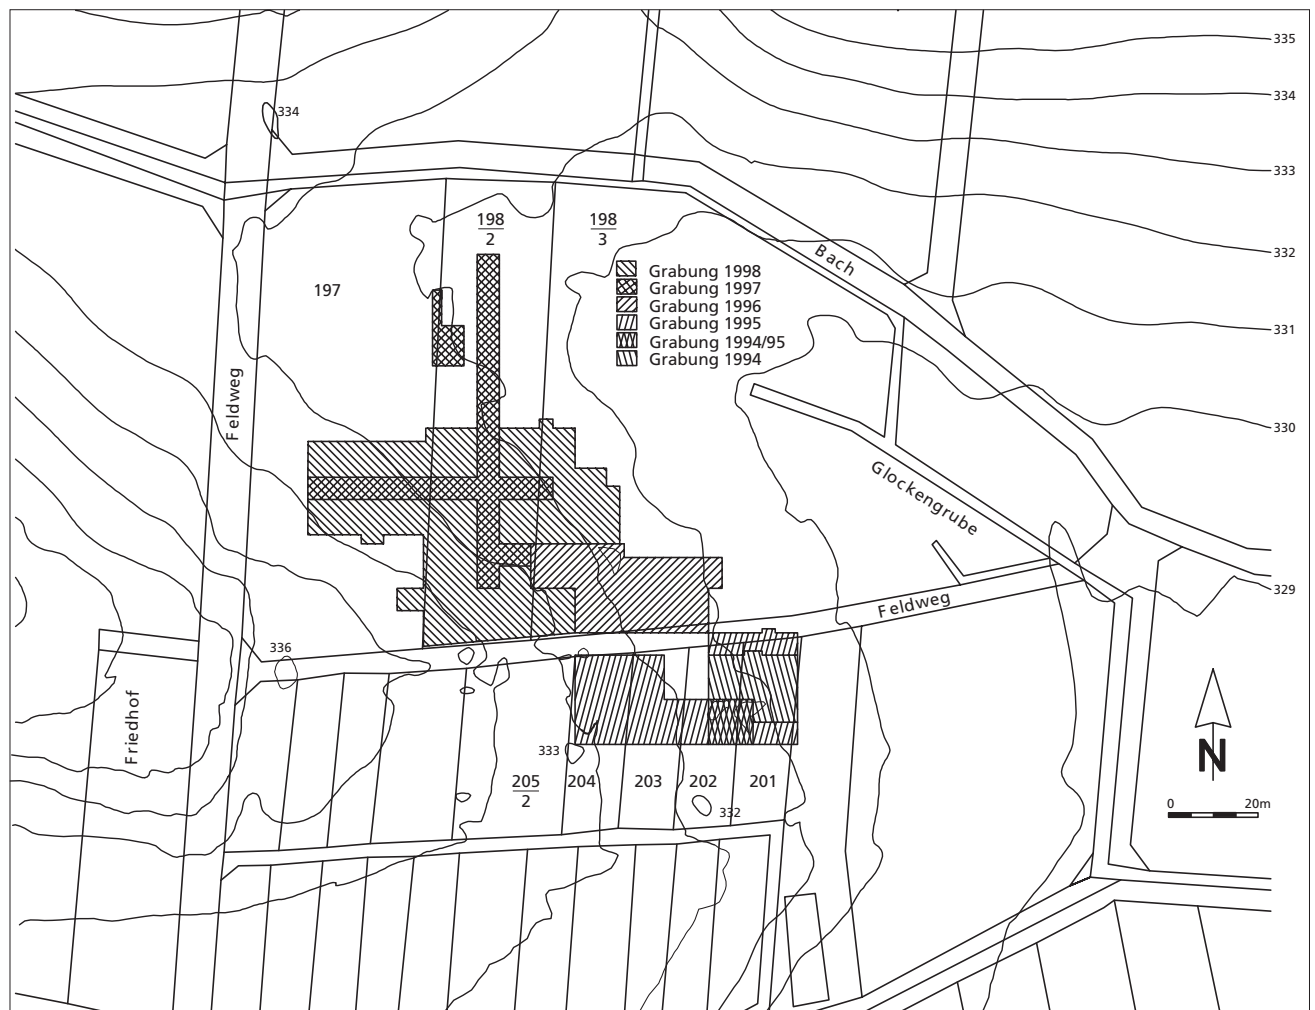 335
334
334
333
198
2
198
3
332
Bach
197
Grabung 1998
Grabung 1997
Grabung 1996
Grabung 1995
Grabung 1994/95
Grabung 1994
331
Feldweg
330
Glockengrube
329
Feldweg
336
Friedhof
333
205
2
204
203
202
201
332
N
0 20m